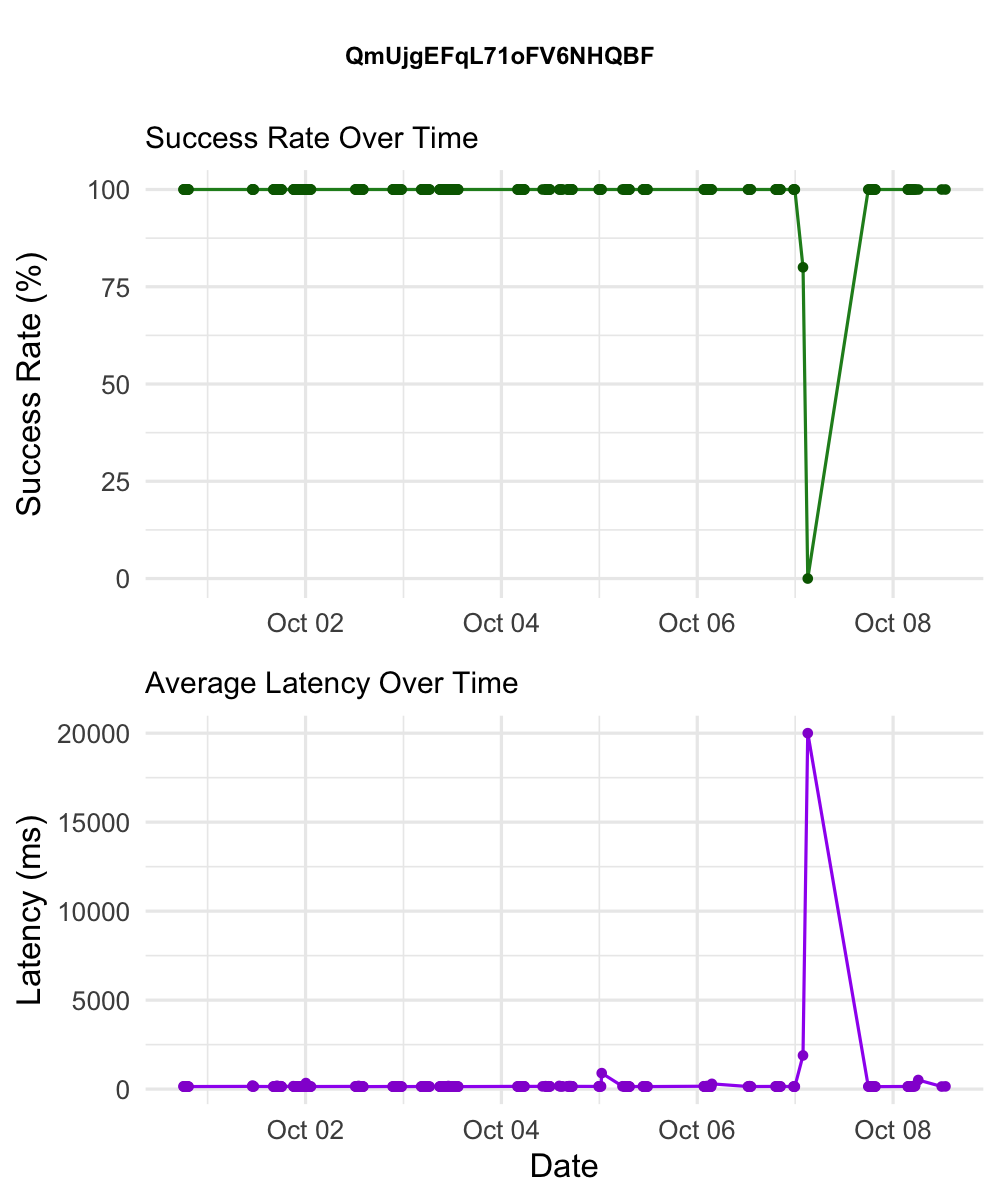 QmUjgEFqL71oFV6NHQBF
Success Rate Over Time
Success Rate (%)
100
75
50
25
0
Oct 02 Oct 04 Oct 06 Oct 08
Average Latency Over Time
Latency (ms)
20000
15000
10000
5000
0
Oct 02 Oct 04 Oct 06 Oct 08
Date